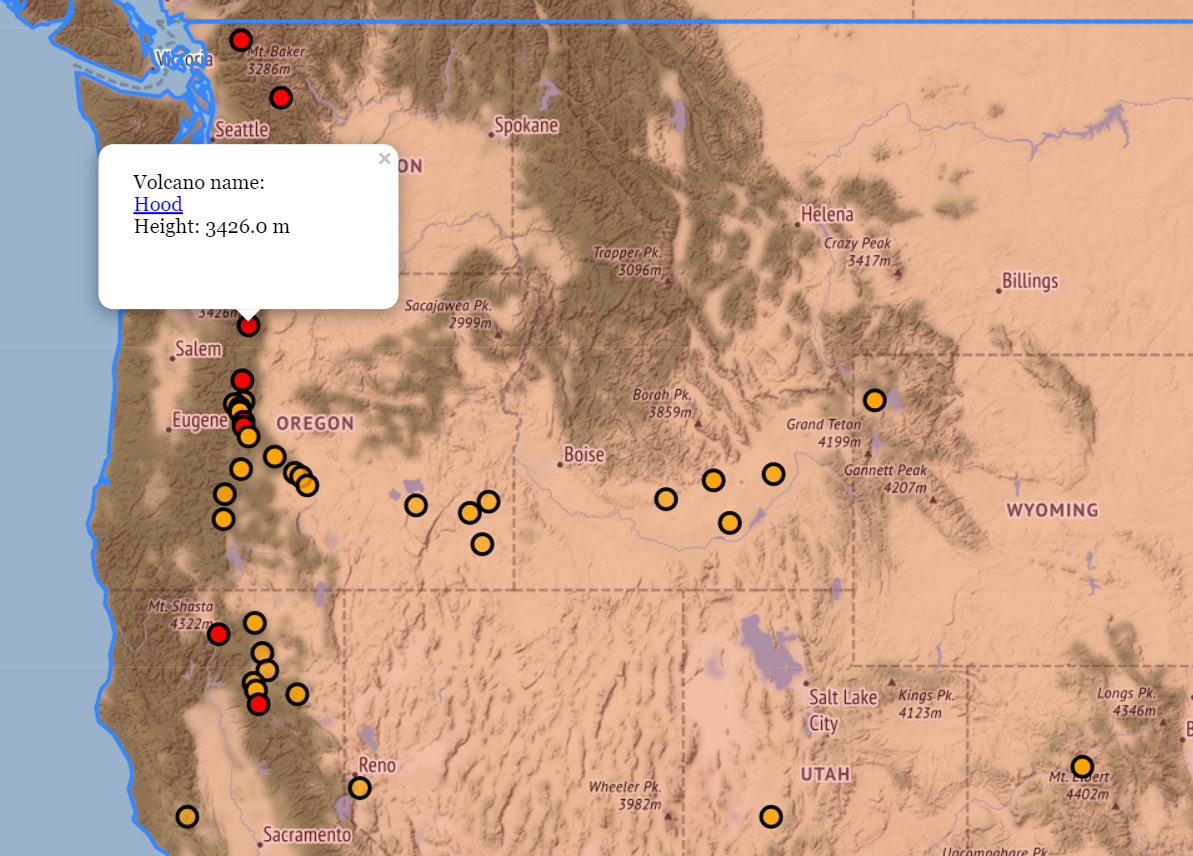 Victoria
Mt. Baker
3286m
Seattle
Spokane
ON
×
Volcano name:
Hood
Height: 3426.0 m
Helena
Crazy Peak
3417m
Trapper Pk.
3096m
Billings
Sacajawea Pk.
2999m
3426m
Salem
Borah Pk.
3859m
Eugene
OREGON
Grand Teton
4199m
Boise
Gannett Peak
4207m
WYOMING
Mt. Shasta
4322m
Salt Lake
City
Kings Pk.
4123m
Longs Pk.
4346m
Reno
UTAH
Wheeler Pk.
3982m
Mt. Elbert
4402m
Sacramento
Uncompahgre Pk.